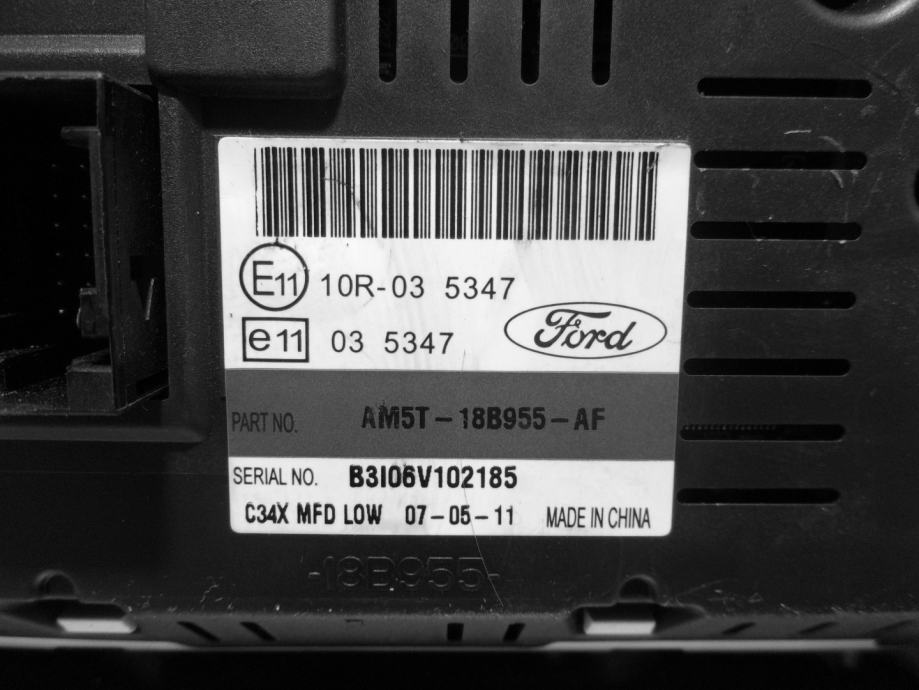 E11 10R-03 5347
e11 03 5347
Ford
PART NO. AM5T-18B955-AF
SERIAL NO. B3I06V102185
C34X MFD LOW 07-05-11 MADE IN CHINA
-18B955-